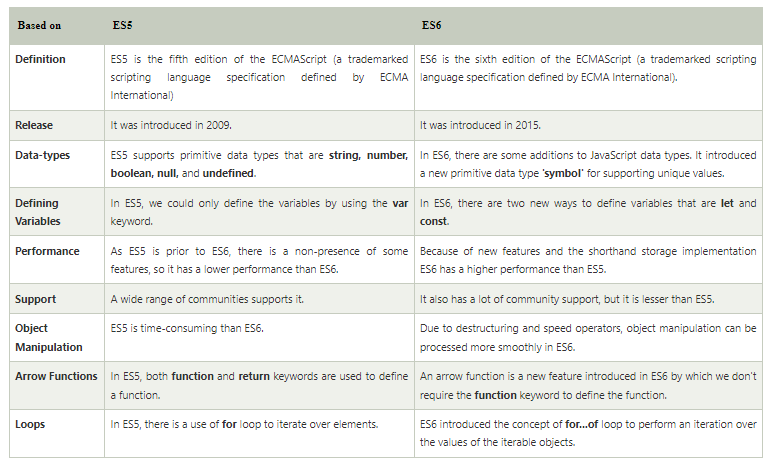 Based on ES5 ES6
Definition ES5 is the fifth edition of the ECMAScript (a trademarked ES6 is the sixth edition of the ECMAScript (a trademarked scripting
scripting language specification defined by ECMA language specification defined by ECMA International).
International)
Release It was introduced in 2009. It was introduced in 2015.
Data-types ES5 supports primitive data types that are string, number, In ES6, there are some additions to JavaScript data types. It introduced
boolean, null, and undefined. a new primitive data type 'symbol' for supporting unique values.
Defining In ES5, we could only define the variables by using the var In ES6, there are two new ways to define variables that are let and
Variables keyword. const.
Performance As ES5 is prior to ES6, there is a non-presence of some Because of new features and the shorthand storage implementation
features, so it has a lower performance than ES6. ES6 has a higher performance than ES5.
Support A wide range of communities supports it. It also has a lot of community support, but it is lesser than ES5.
Object ES5 is time-consuming than ES6. Due to destructuring and speed operators, object manipulation can be
Manipulation processed more smoothly in ES6.
Arrow Functions In ES5, both function and return keywords are used to define An arrow function is a new feature introduced in ES6 by which we don't
a function. require the function keyword to define the function.
Loops In ES5, there is a use of for loop to iterate over elements. ES6 introduced the concept of for...of loop to perform an iteration over
the values of the iterable objects.